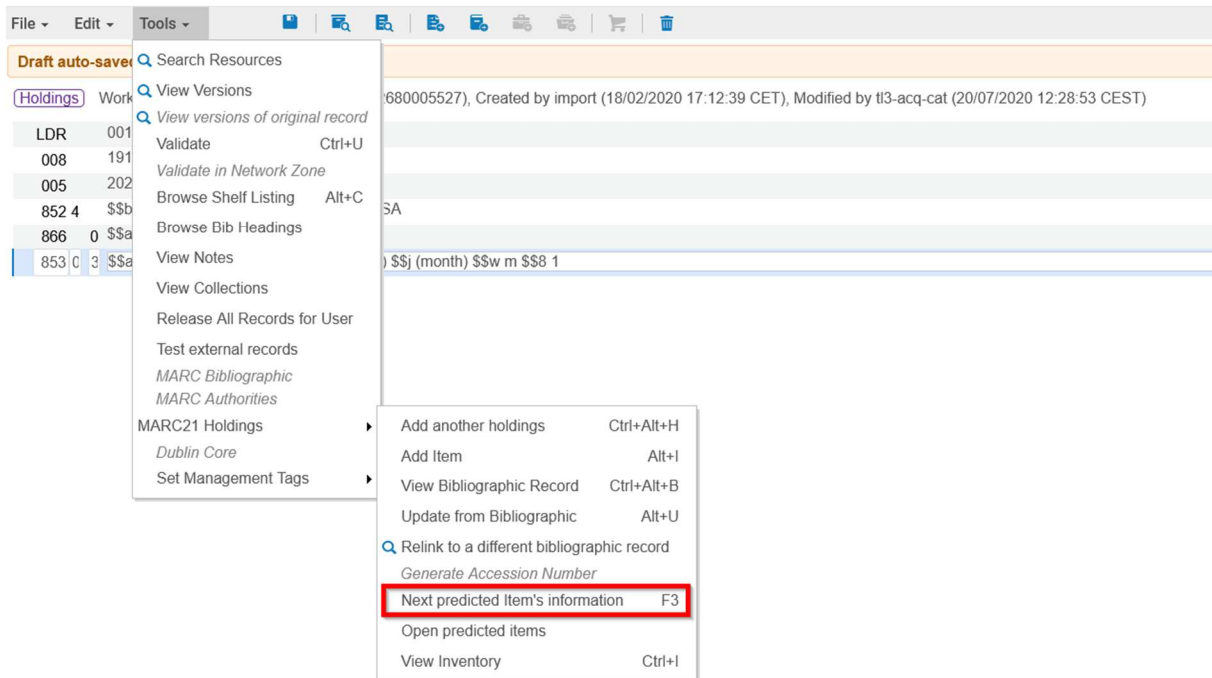 File Edit Tools
Draft auto-saved
Search Resources
Holdings Work :680005527), Created by import (18/02/2020 17:12:39 CET), Modified by tl3-acq-cat (20/07/2020 12:28:53 CEST)
View Versions
View versions of original record
LDR 001
Validate Ctrl+U
008 191
Validate in Network Zone
005 202
Browse Shelf Listing Alt+C
852 4 $$b SA
Browse Bib Headings
866 0 $$a
View Notes
853 0 3 $$a ) $$j (month) $$w m $$8 1
View Collections
Release All Records for User
Test external records
MARC Bibliographic
MARC Authorities
MARC21 Holdings
Dublin Core
Set Management Tags
Add another holdings Ctrl+Alt+H
Add Item Alt+I
View Bibliographic Record Ctrl+Alt+B
Update from Bibliographic Alt+U
Relink to a different bibliographic record
Generate Accession Number
Next predicted Item's information F3
Open predicted items
View Inventory Ctrl+I